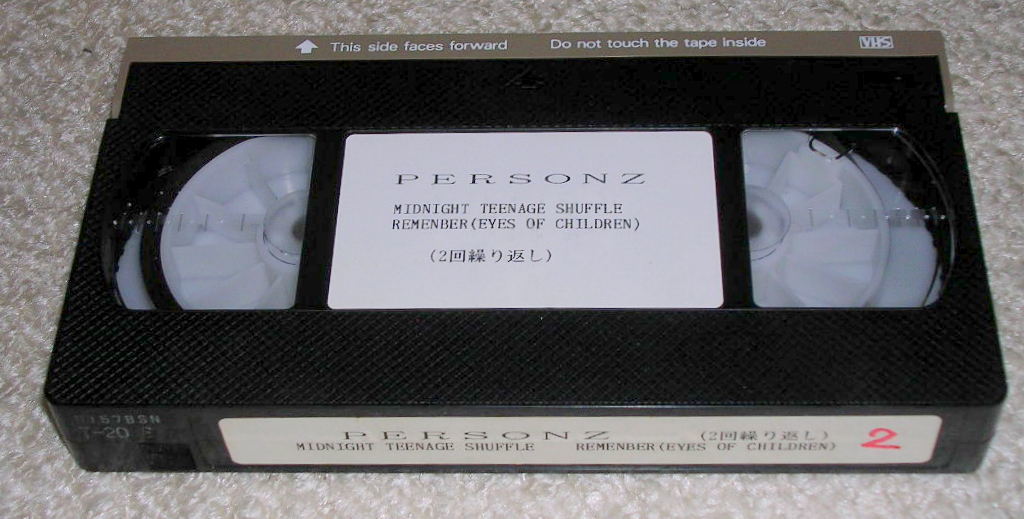 This side faces forward Do not touch the tape inside VHS
PERSONZ
MIDNIGHT TEENAGE SHUFFLE
REMENBER(EYES OF CHILDREN)
(2回繰り返し)
T-20
PERSONZ (2回繰り返し) 2
MIDNIGHT TEENAGE SHUFFLE REMENBER(EYES OF CHILDREN)